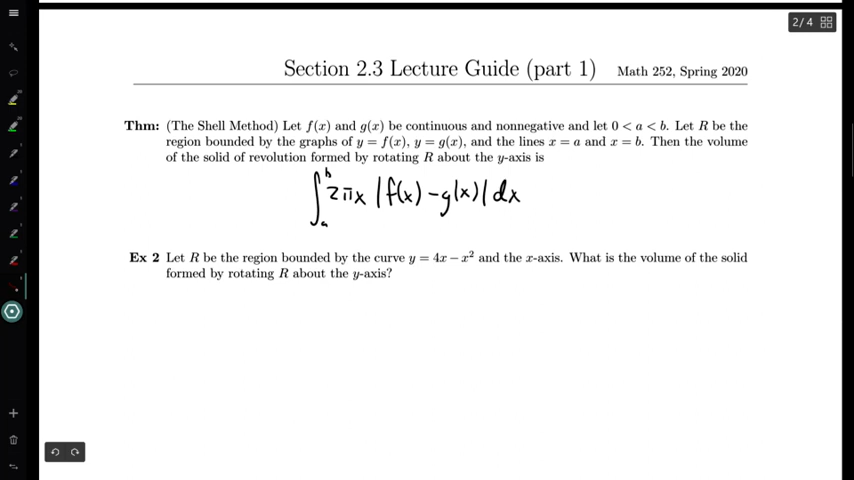 2/4
Section 2.3 Lecture Guide (part 1) Math 252, Spring 2020
Thm: (The Shell Method) Let f(x) and g(x) be continuous and nonnegative and let 0 < a < b. Let R be the
region bounded by the graphs of y = f(x), y = g(x), and the lines x = a and x = b. Then the volume
of the solid of revolution formed by rotating R about the y-axis is
∫_a^b 2πx |f(x) - g(x)| dx
Ex 2 Let R be the region bounded by the curve y = 4x − x² and the x-axis. What is the volume of the solid
formed by rotating R about the y-axis?